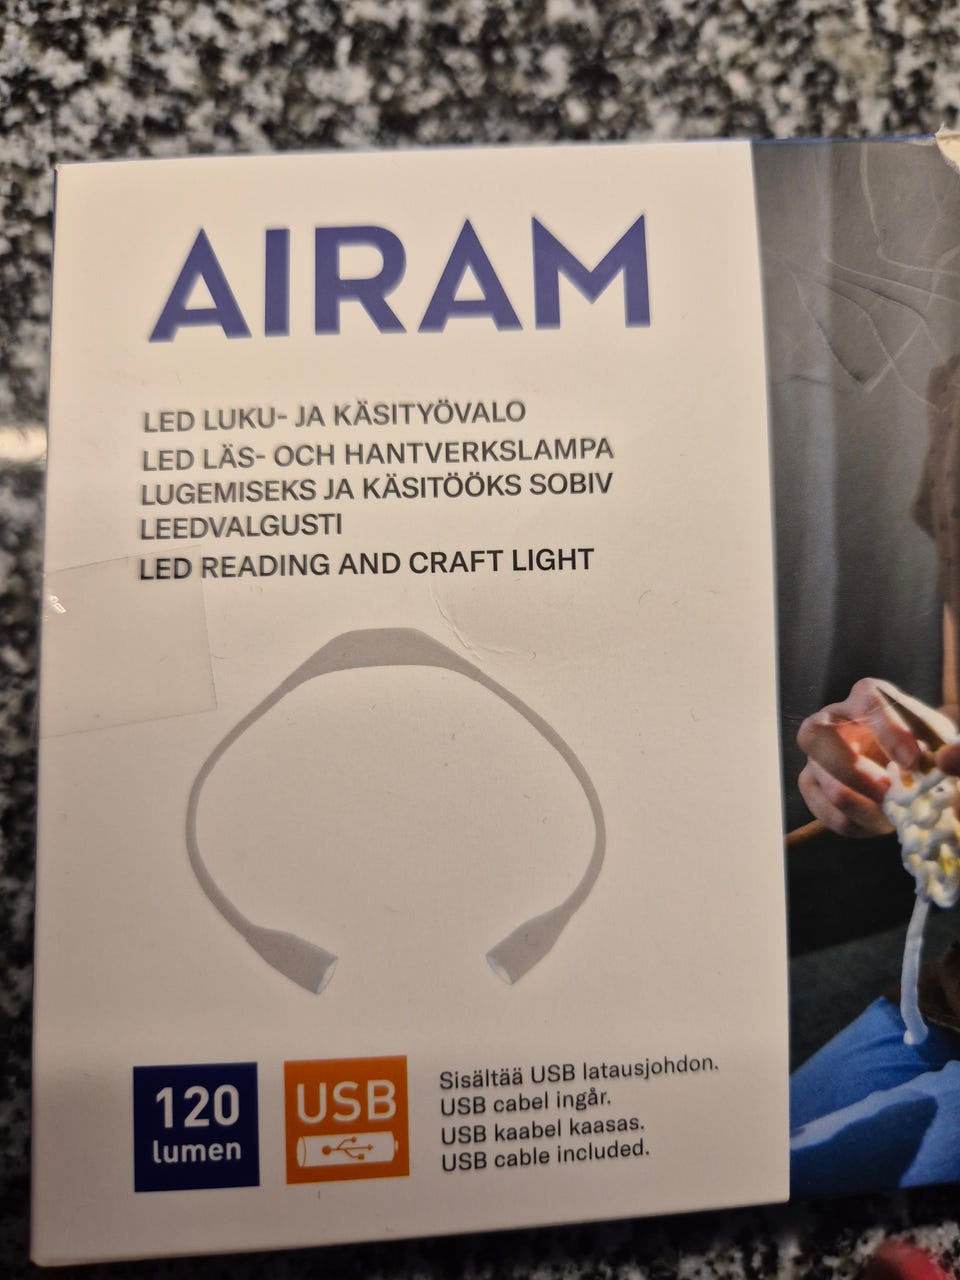 AIRAM
LED LUKU- JA KÄSITYÖVALO
LED LÄS- OCH HANTVERKSLAMPA
LUGEMISEKS JA KÄSITÖÖKS SOBIV
LEEDVALGUSTI
LED READING AND CRAFT LIGHT
120
lumen
USB
Sisältää USB latausjohdon.
USB cabel ingår.
USB kaabel kaasas.
USB cable included.